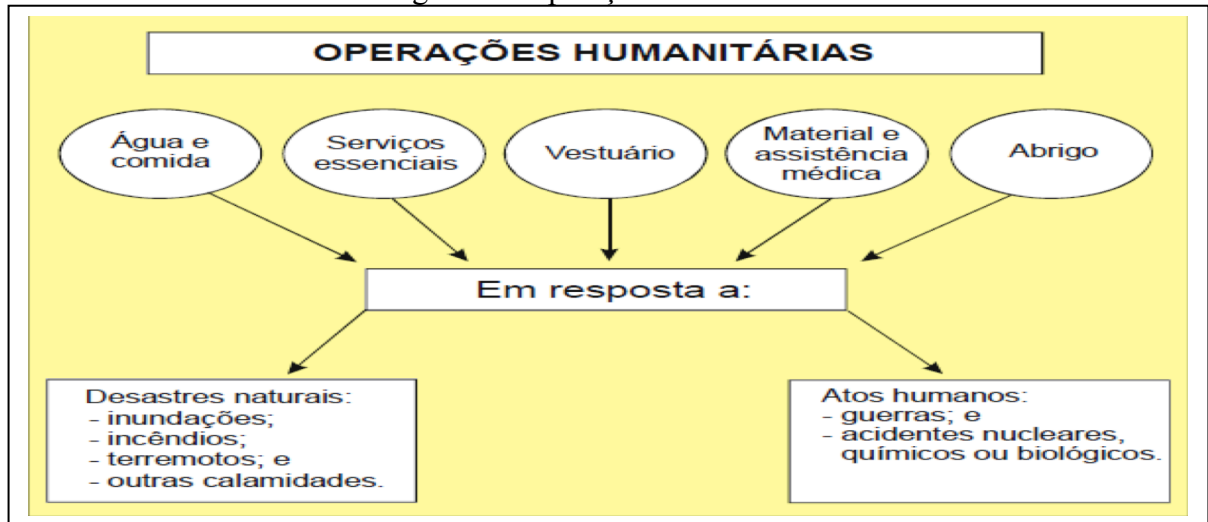 OPERAÇÕES HUMANITÁRIAS
Água e
comida
Serviços
essenciais
Vestuário
Material e
assistência
médica
Abrigo
Em resposta a:
Desastres naturais:
- inundações;
- incêndios;
- terremotos; e
- outras calamidades.
Atos humanos:
- guerras; e
- acidentes nucleares,
químicos ou biológicos.